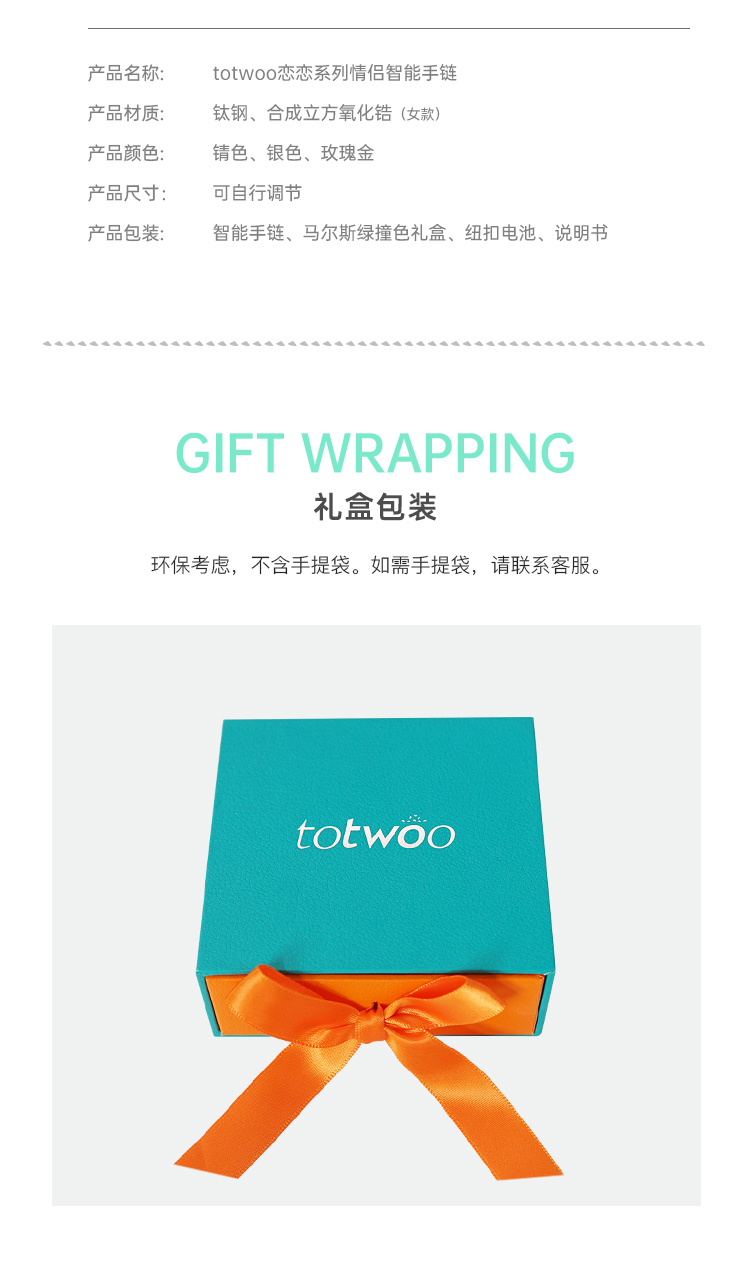 产品名称: totwoo恋恋系列情侣智能手链
产品材质: 钛钢、合成立方氧化锆（女款）
产品颜色: 锖色、银色、玫瑰金
产品尺寸: 可自行调节
产品包装: 智能手链、马尔斯绿撞色礼盒、纽扣电池、说明书
GIFT WRAPPING
礼盒包装
环保考虑，不含手提袋。如需手提袋，请联系客服。
totwoo